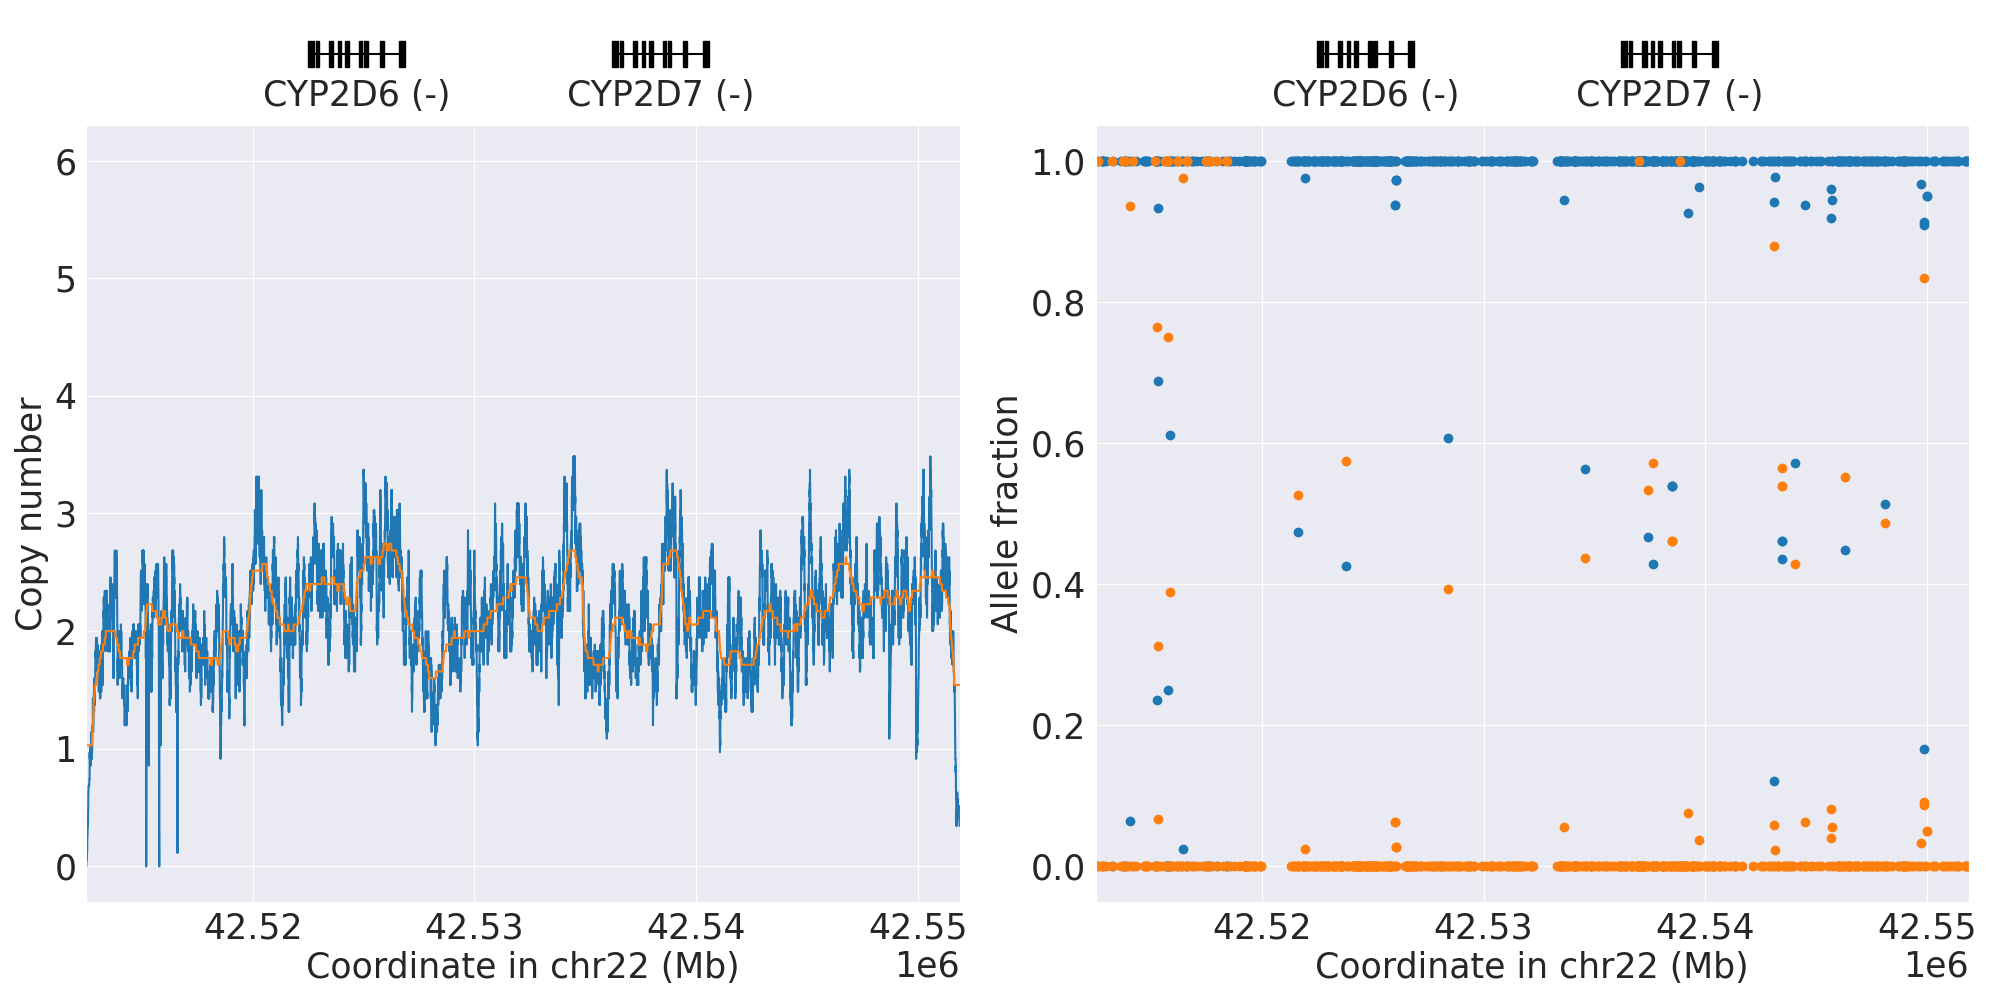 CYP2D6 (-) CYP2D7 (-)
6
5
4
3
2
1
0
Copy number
42.52 42.53 42.54 42.55
Coordinate in chr22 (Mb) 1e6
CYP2D6 (-) CYP2D7 (-)
1.0
0.8
0.6
0.4
0.2
0.0
Allele fraction
42.52 42.53 42.54 42.55
Coordinate in chr22 (Mb) 1e6